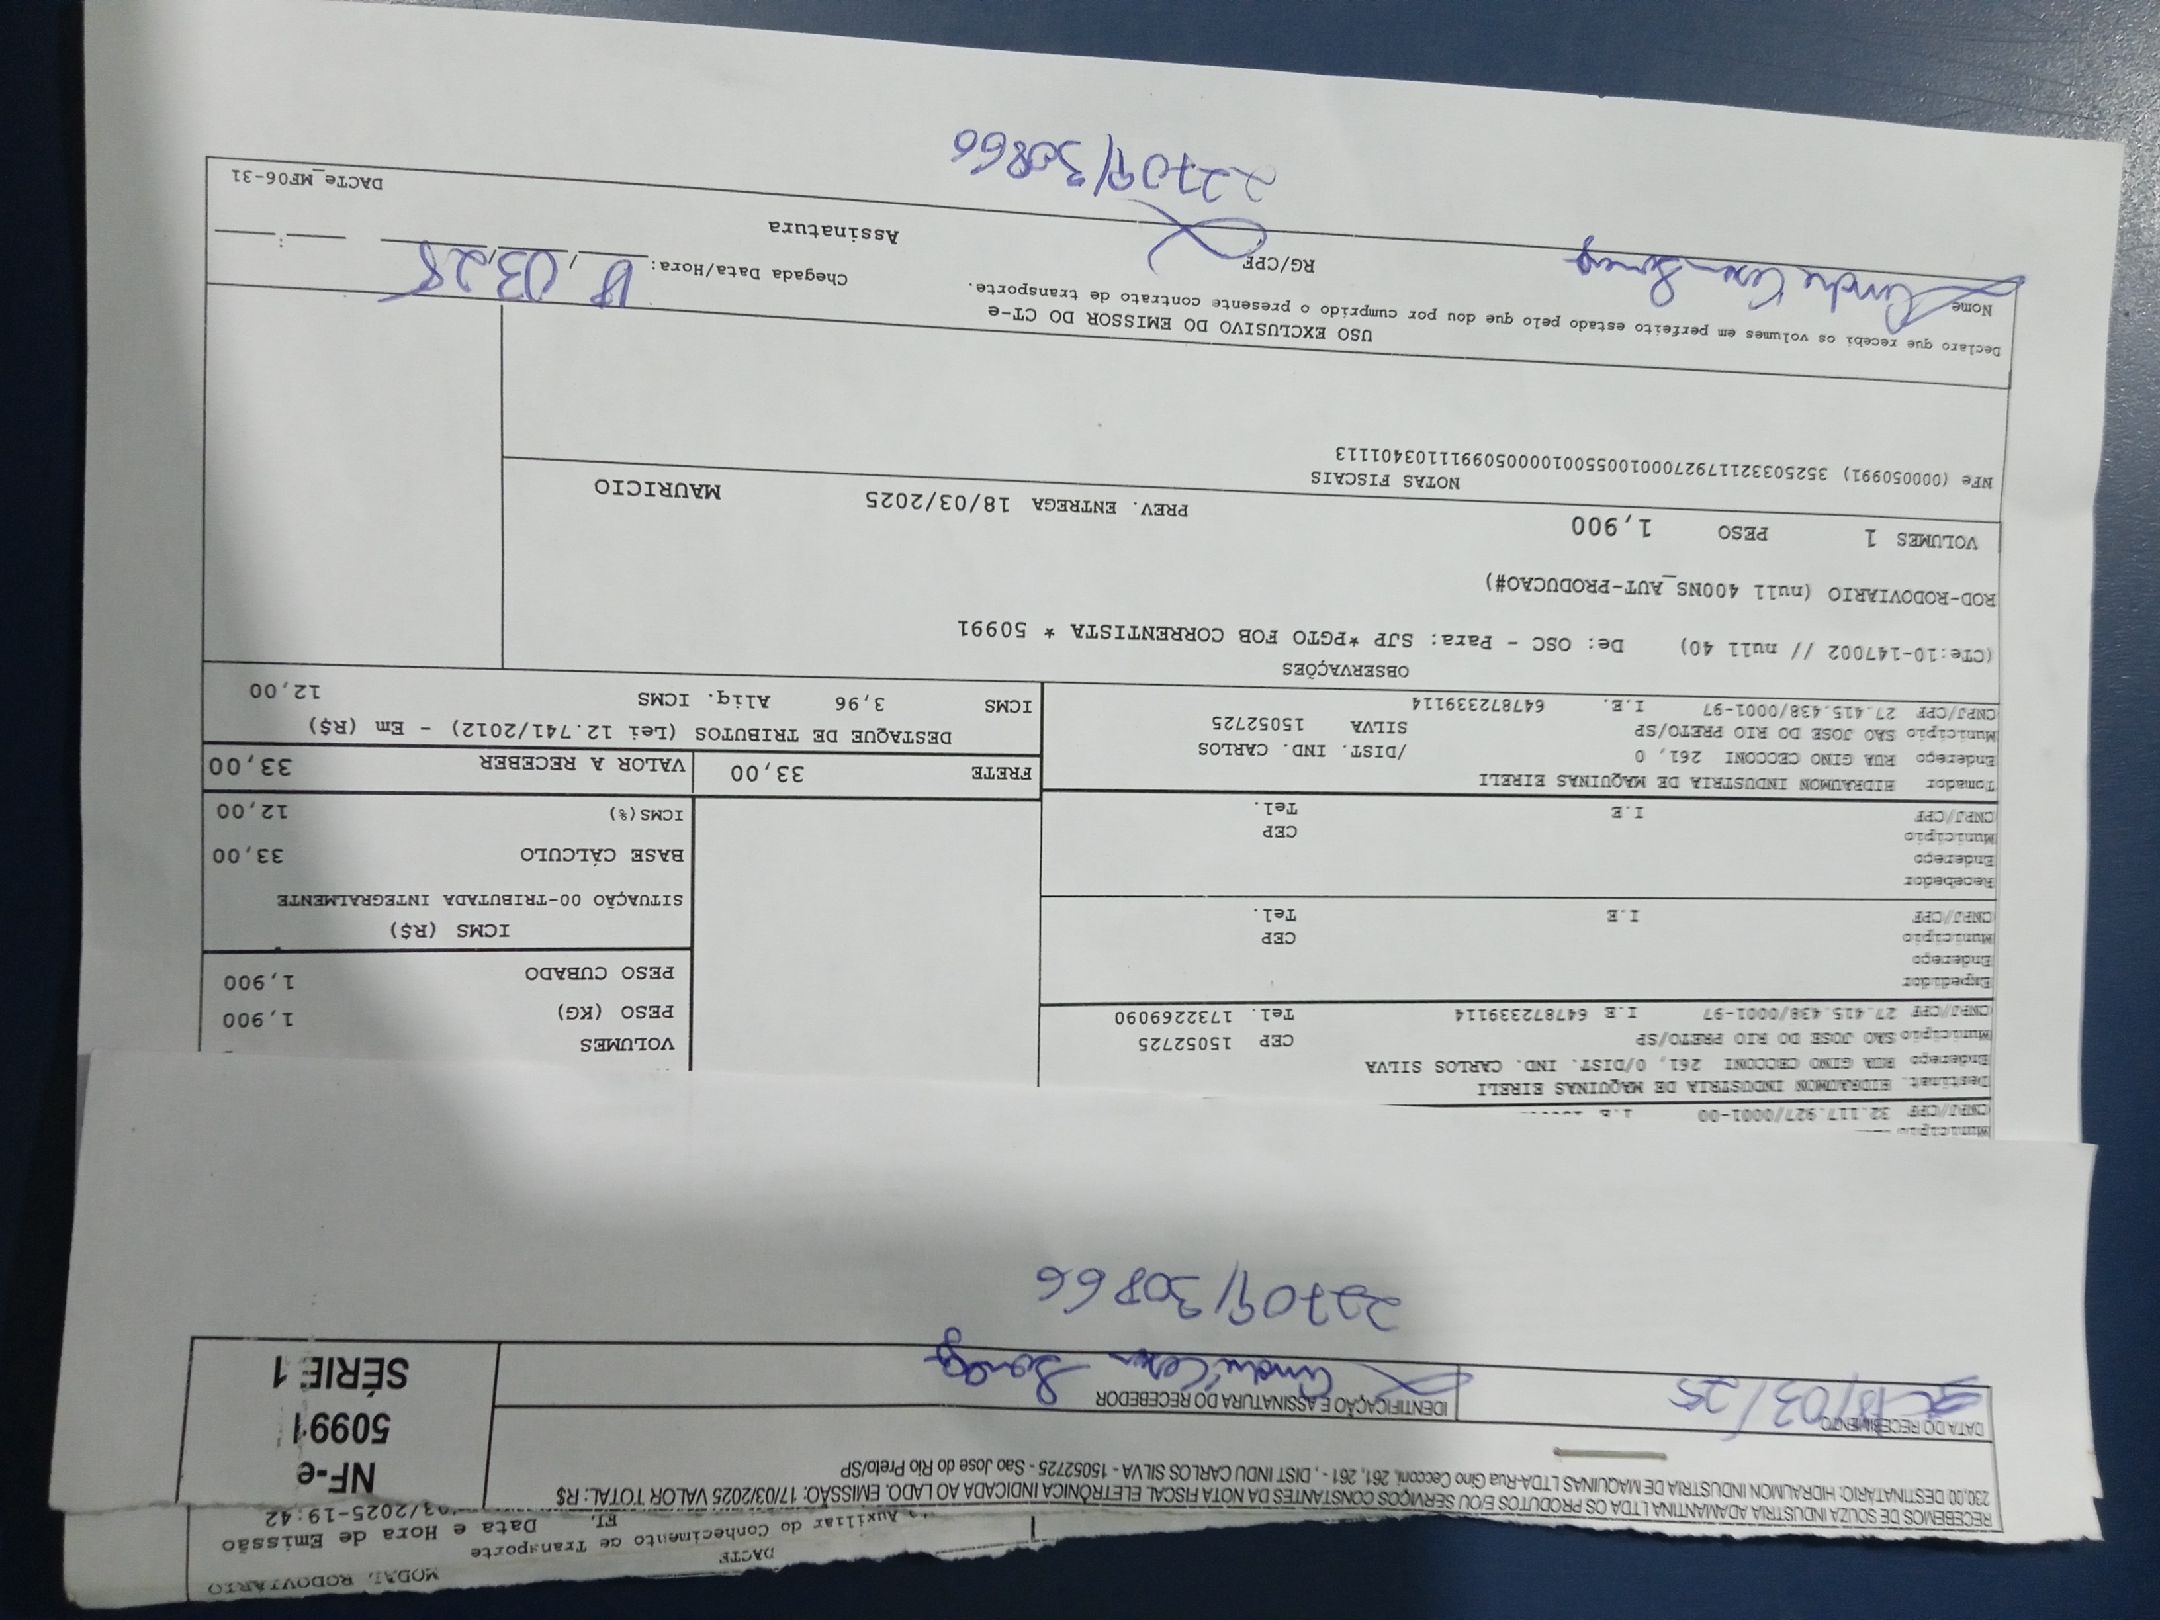 MODAL RODOVIÁRIO
DACTE
Auxiliar do Conhecimento de Transporte
Data e Hora de Emissão
/03/2025-19:42
RECEBEMOS DE SOUZA INDUSTRIA ADAMANTINA LTDA OS PRODUTOS E/OU SERVIÇOS CONSTANTES DA NOTA FISCAL ELETRÔNICA INDICADA AO LADO. EMISSÃO: 17/03/2025 VALOR TOTAL: R$
230,00 DESTINATÁRIO: HIDRAUMON INDUSTRIA DE MAQUINAS LTDA-Rua Gino Cecconi, 261, 261 - , DIST INDU CARLOS SILVA - 15052725 - Sao Jose do Rio Preto/SP
NF-e
50991
SÉRIE 1
DATA DO RECEBIMENTO
18/03/25
IDENTIFICAÇÃO E ASSINATURA DO RECEBEDOR
22709/30866
Município
CNPJ/CPF 32.117.927/0001-00 I.E
Destinat. HIDRAUMON INDUSTRIA DE MAQUINAS EIRELI
Endereço RUA GINO CECCONI 261, 0/DIST. IND. CARLOS SILVA
Município SAO JOSE DO RIO PRETO/SP CEP 15052725
CNPJ/CPF 27.415.438/0001-97 I.E 647872339114 Tel. 1732269090
Expedidor
Endereço
Município CEP
CNPJ/CPF I.E Tel.
Recebedor
Endereço
Município CEP
CNPJ/CPF I.E Tel.
Tomador HIDRAUMON INDUSTRIA DE MAQUINAS EIRELI
Endereço RUA GINO CECCONI 261, 0 /DIST. IND. CARLOS
Município SAO JOSE DO RIO PRETO/SP SILVA 15052725
CNPJ/CPF 27.415.438/0001-97 I.E. 647872339114
VOLUMES
PESO (KG) 1,900
PESO CUBADO 1,900
ICMS (R$)
SITUAÇÃO 00-TRIBUTADA INTEGRALMENTE
BASE CÁLCULO 33,00
ICMS(%) 12,00
FRETE 33,00 VALOR A RECEBER 33,00
DESTAQUE DE TRIBUTOS (Lei 12.741/2012) - Em (R$)
ICMS 3,96 Aliq. ICMS 12,00
OBSERVAÇÕES
(CTe:10-147002 // null 40) De: OSC - Para: SJP *PGTO FOB CORRENTISTA * 50991
ROD-RODOVIARIO (null 400NS_AUT-PRODUCAO#)
VOLUMES 1 PESO 1,900 PREV. ENTREGA 18/03/2025 MAURICIO
NOTAS FISCAIS
NFe (000050991) 352503321179270001005500100005099111103401113
USO EXCLUSIVO DO EMISSOR DO CT-e
Declaro que recebi os volumes em perfeito estado pelo que dou por cumprido o presente contrato de transporte.
Nome RG/CPF Chegada Data/Hora: 18/03/25
Assinatura
DACTe_MF06-31
22709/30866